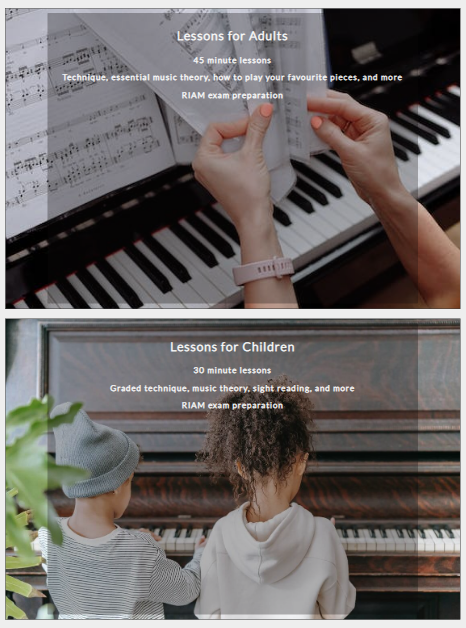 Lessons for Adults
45 minute lessons
Technique, essential music theory, how to play your favourite pieces, and more
RIAM exam preparation
Lessons for Children
30 minute lessons
Graded technique, music theory, sight reading, and more
RIAM exam preparation